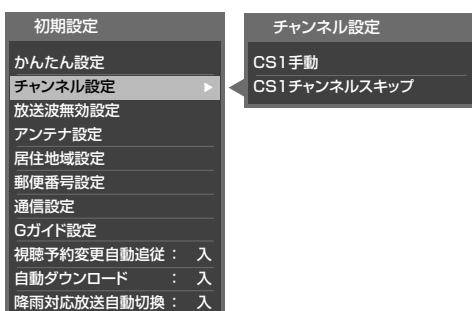 初期設定
かんたん設定
チャンネル設定
放送波無効設定
アンテナ設定
居住地域設定
郵便番号設定
通信設定
Gガイド設定
視聴予約変更自動追従： 入
自動ダウンロード ： 入
降雨対応放送自動切換： 入
チャンネル設定
CS1手動
CS1チャンネルスキップ